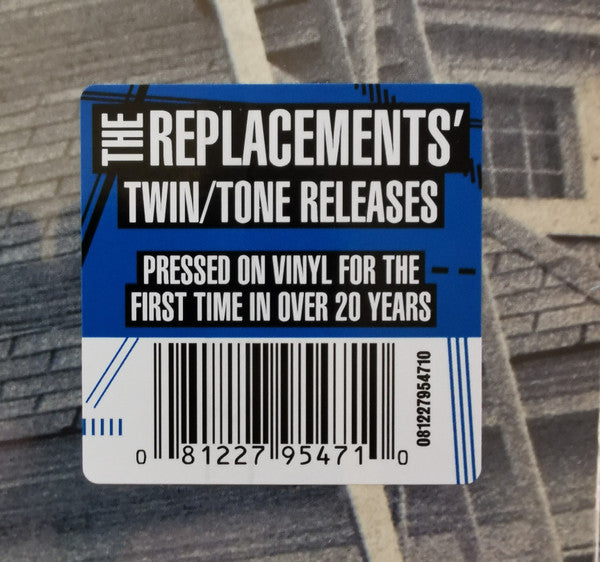 THE REPLACEMENTS'
TWIN/TONE RELEASES
PRESSED ON VINYL FOR THE
FIRST TIME IN OVER 20 YEARS
081227954710
0 81227 95471 0